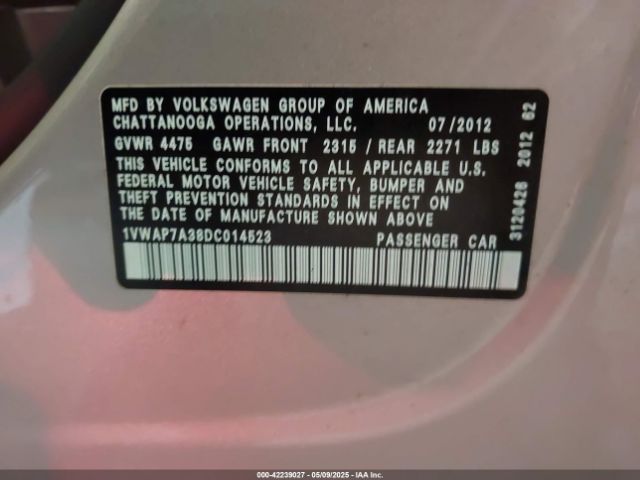 MFD BY VOLKSWAGEN GROUP OF AMERICA
CHATTANOOGA OPERATIONS, LLC. 07/2012
GVWR 4475 GAWR FRONT 2315 / REAR 2271 LBS
THIS VEHICLE CONFORMS TO ALL APPLICABLE U.S.
FEDERAL MOTOR VEHICLE SAFETY, BUMPER AND
THEFT PREVENTION STANDARDS IN EFFECT ON
THE DATE OF MANUFACTURE SHOWN ABOVE
1VWAP7A38DC014523 PASSENGER CAR
3120426 2012 62
000-42239027 - 05/09/2025 - IAA Inc.